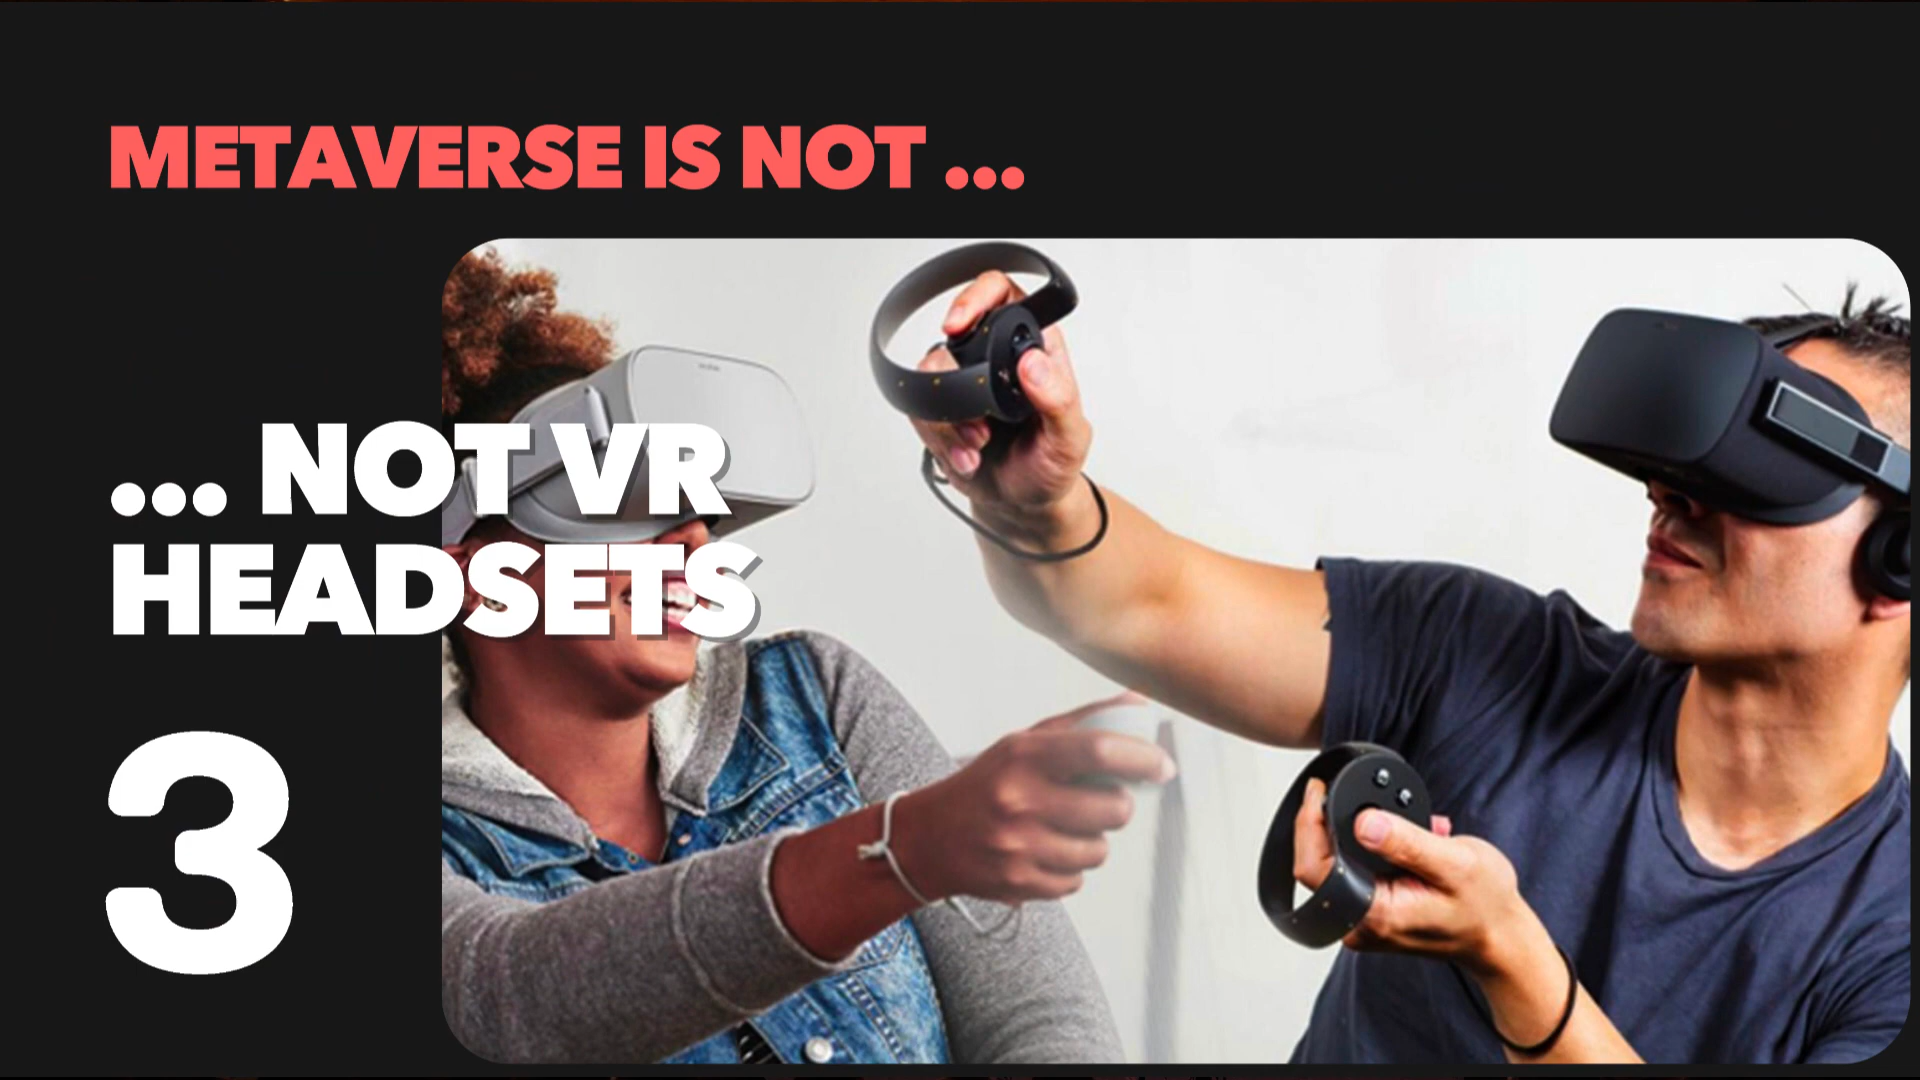 METAVERSE IS NOT ...
... NOT VR
HEADSETS
3